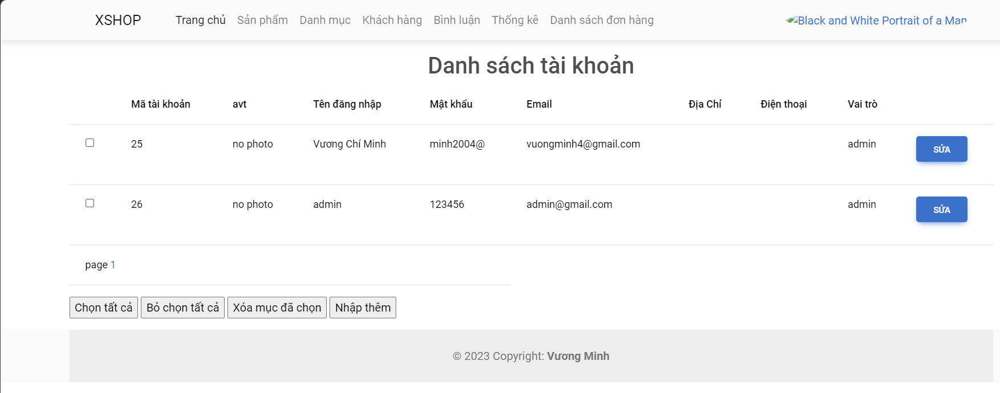 XSHOP Trang chủ Sản phẩm Danh mục Khách hàng Bình luận Thống kê Danh sách đơn hàng Black and White Portrait of a Man
Danh sách tài khoản
Mã tài khoản avt Tên đăng nhập Mật khẩu Email Địa Chỉ Điện thoại Vai trò
25 no photo Vương Chí Minh minh2004@ vuongminh4@gmail.com admin SỬA
26 no photo admin 123456 admin@gmail.com admin SỬA
page 1
Chọn tất cả Bỏ chọn tất cả Xóa mục đã chọn Nhập thêm
© 2023 Copyright: Vương Minh